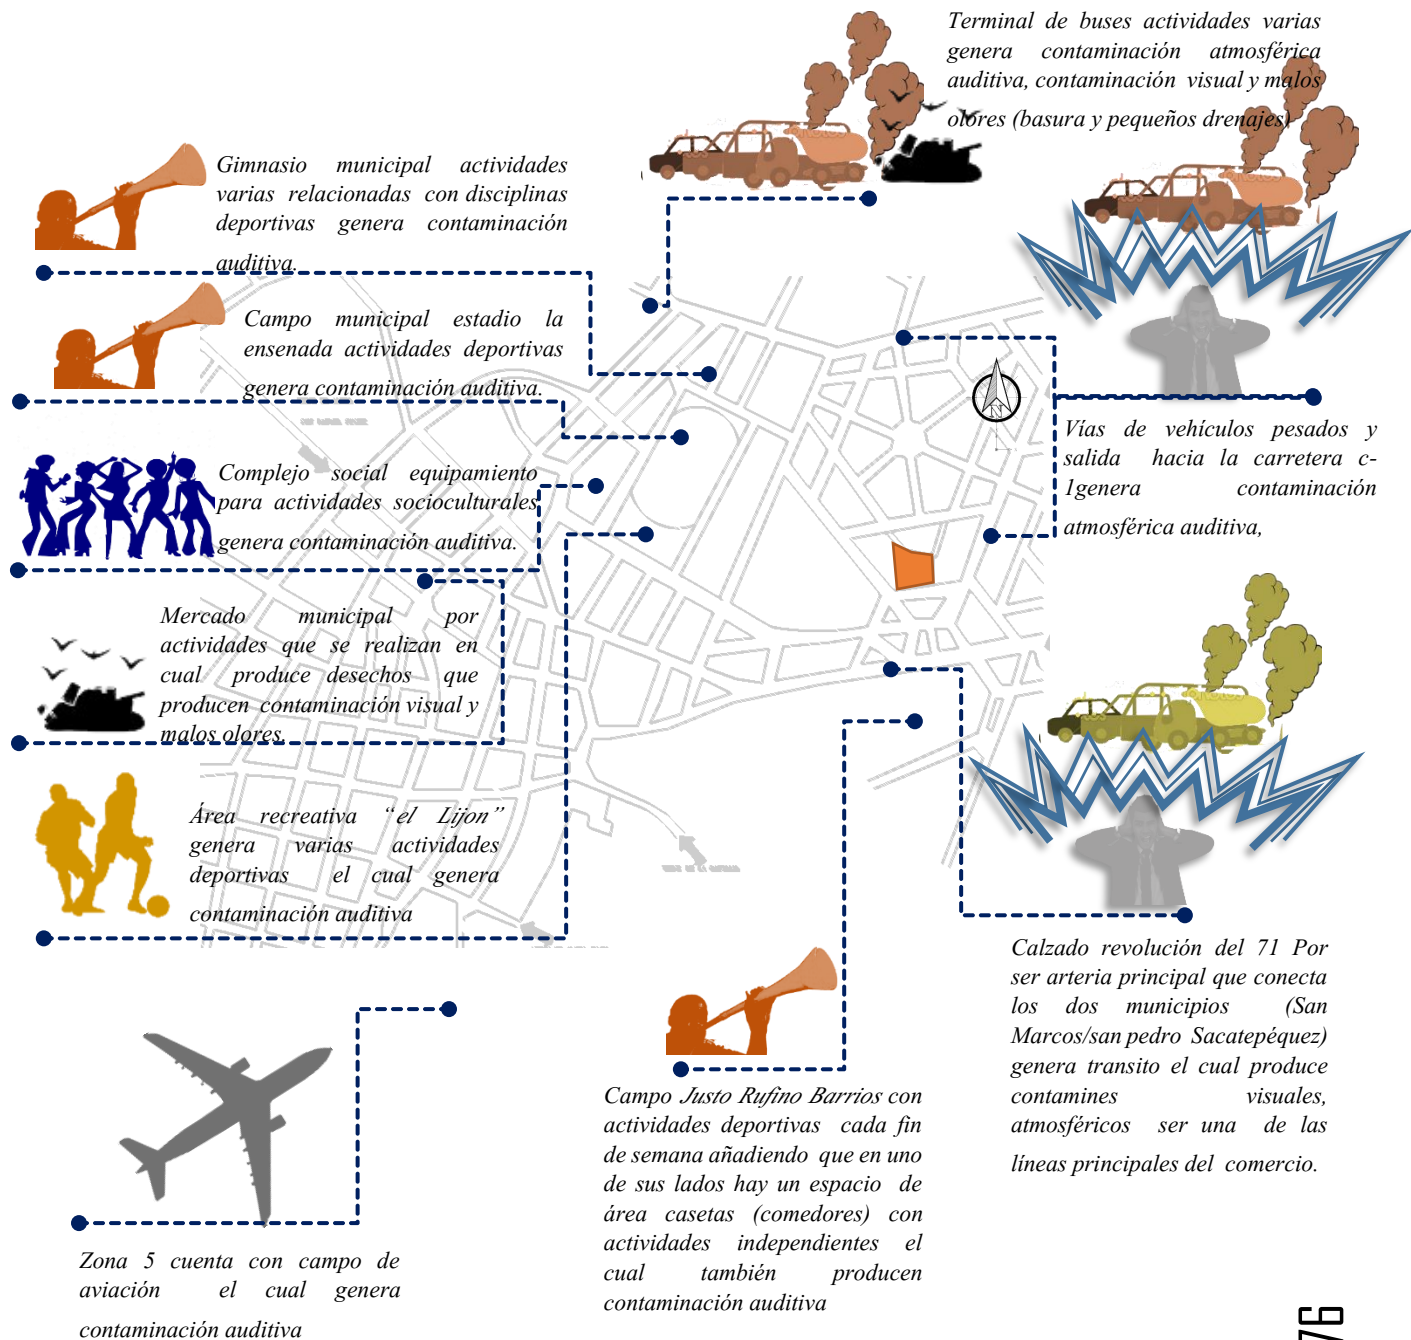 Terminal de buses actividades varias
genera contaminación atmosférica
auditiva, contaminación visual y malos
olores (basura y pequeños drenajes)
Gimnasio municipal actividades
varias relacionadas con disciplinas
deportivas genera contaminación
auditiva.
Campo municipal estadio la
ensenada actividades deportivas
genera contaminación auditiva.
Complejo social equipamiento
para actividades socioculturales
genera contaminación auditiva.
Mercado municipal por
actividades que se realizan en
cual produce desechos que
producen contaminación visual y
malos olores.
Área recreativa “el Lijon”
genera varias actividades
deportivas el cual genera
contaminación auditiva
Zona 5 cuenta con campo de
aviación el cual genera
contaminación auditiva
Campo Justo Rufino Barrios con
actividades deportivas cada fin
de semana añadiendo que en uno
de sus lados hay un espacio de
área casetas (comedores) con
actividades independientes el
cual también producen
contaminación auditiva
Vías de vehículos pesados y
salida hacia la carretera c-
1genera contaminación
atmosférica auditiva,
Calzado revolución del 71 Por
ser arteria principal que conecta
los dos municipios (San
Marcos/san pedro Sacatepéquez)
genera transito el cual produce
contamines visuales,
atmosféricos ser una de las
líneas principales del comercio.
N